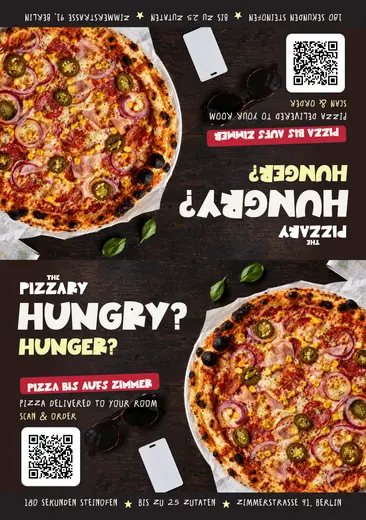 180 SEKUNDEN STEINOFEN ★ BIS ZU 25 ZUTATEN ★ ZIMMERSTRASSE 91, BERLIN
SCAN & ORDER
PIZZA DELIVERED TO YOUR ROOM
PIZZA BIS AUFS ZIMMER
HUNGER?
HUNGRY?
THE
PIZZARY
THE
PIZZARY
HUNGRY?
HUNGER?
PIZZA BIS AUFS ZIMMER
PIZZA DELIVERED TO YOUR ROOM
SCAN & ORDER
180 SEKUNDEN STEINOFEN ★ BIS ZU 25 ZUTATEN ★ ZIMMERSTRASSE 91, BERLIN